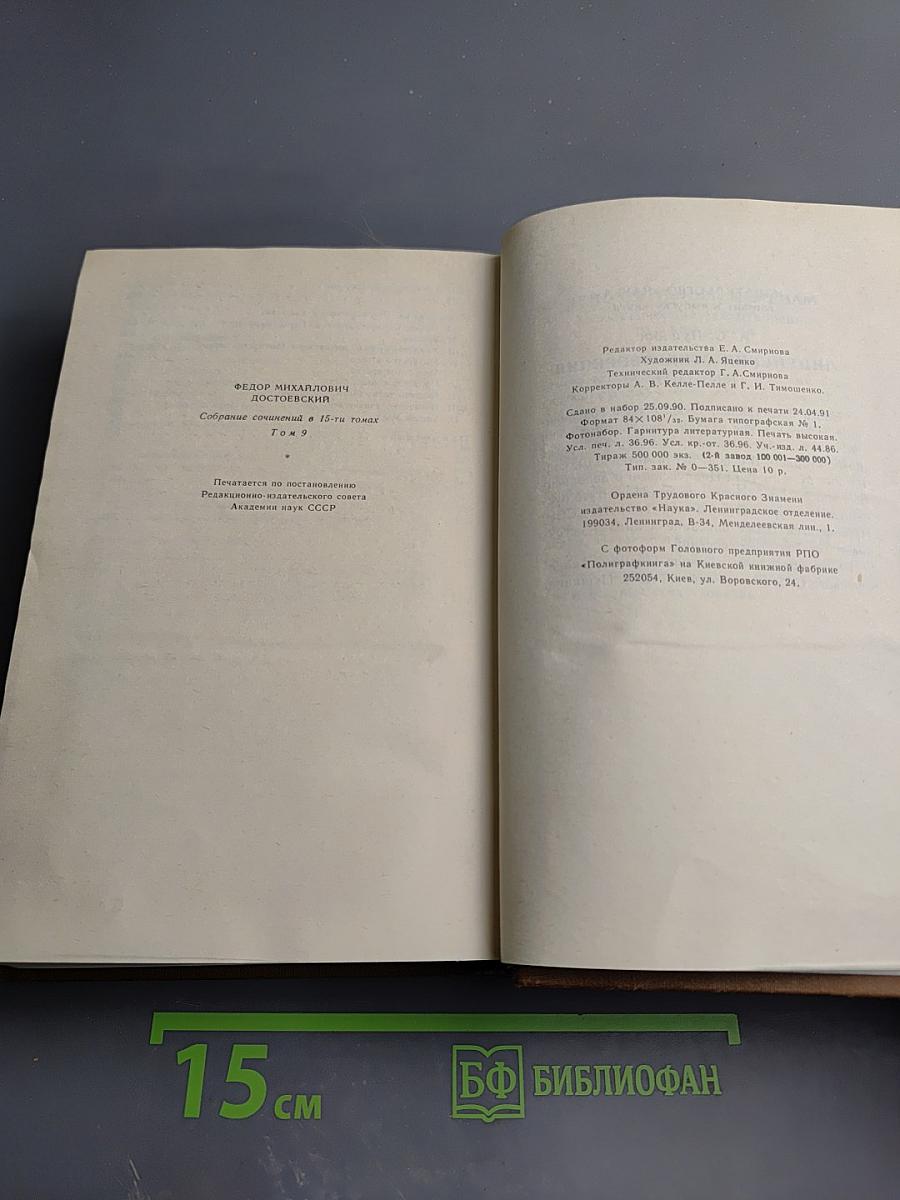 ФЕДОР МИХАЙЛОВИЧ
ДОСТОЕВСКИЙ
Собрание сочинений в 15-ти томах
Том 9
*
Печатается по постановлению
Редакционно-издательского совета
Академии наук СССР
Редактор издательства Е. А. Смирнова
Художник Л. А. Яценко
Технический редактор Г. А. Смирнова
Корректоры А. В. Келле-Пелле и Г. И. Тимошенко.
Сдано в набор 25.09.90. Подписано к печати 24.04.91
Формат 84×108¹/₃₂. Бумага типографская № 1.
Фотонабор. Гарнитура литературная. Печать высокая.
Усл. печ. л. 36.96. Усл. кр.-от. 36.96. Уч.-изд. л. 44.86.
Тираж 500 000 экз. (2-й завод 100 001—300 000)
Тип. зак. № 0—351. Цена 10 р.
Ордена Трудового Красного Знамени
издательство «Наука». Ленинградское отделение.
199034, Ленинград, В-34, Менделеевская лин., 1.
С фотоформ Головного предприятия РПО
«Полиграфкнига» на Киевской книжной фабрике
252054, Киев, ул. Воровского, 24.
15 см
БФ БИБЛИОФАН